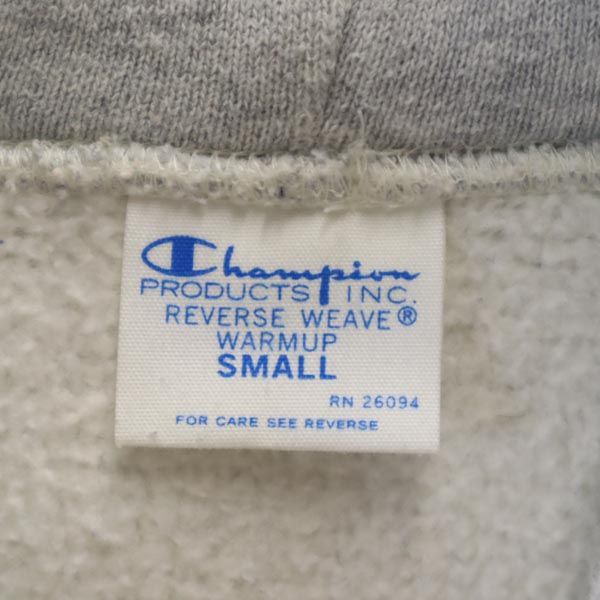 Champion
PRODUCTS INC.
REVERSE WEAVE®
WARMUP
SMALL
RN 26094
FOR CARE SEE REVERSE